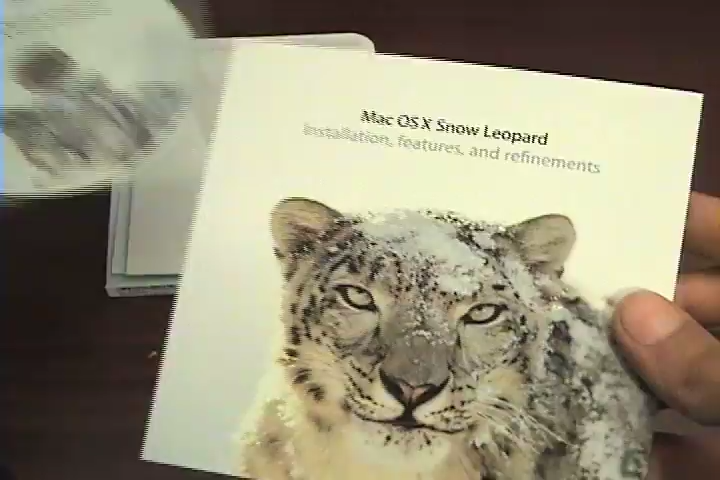 Mac OS X Snow Leopard
Installation, features, and refinements